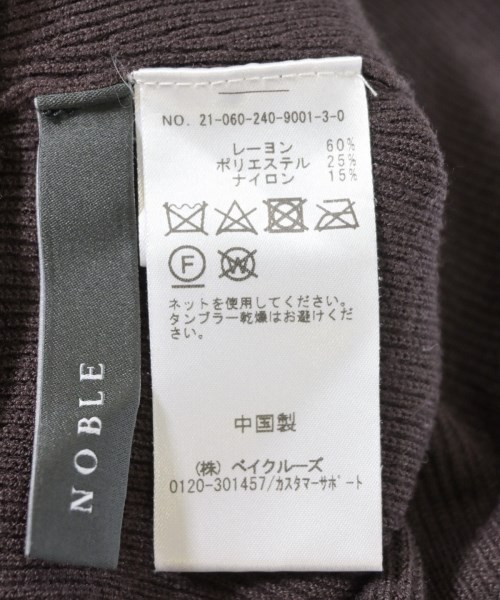 NO. 21-060-240-9001-3-0
レーヨン 60%
ポリエステル 25%
ナイロン 15%
F
W
ネットを使用してください。
タンブラー乾燥はお避けくだ
さい。
中国製
(株) ベイクルーズ
0120-301457/カスタマーサポート
NOBLE